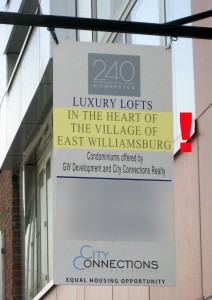 240
RICHARDSON
LUXURY LOFTS
IN THE HEART OF
THE VILLAGE OF
EAST WILLIAMSBURG
!
Condominiums offered by
GW Development and City Connections Realty
CITY
CONNECTIONS
EQUAL HOUSING OPPORTUNITY